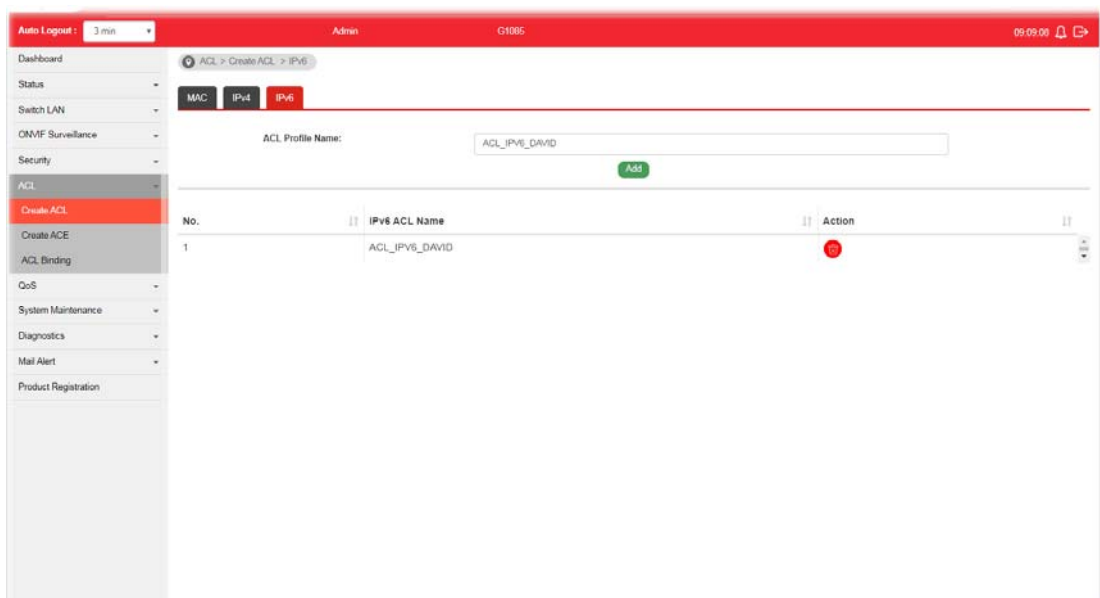 Auto Logout : 3 min Admin G1085 09:09:08
Dashboard
Status
Switch LAN
ONVIF Surveillance
Security
ACL
Create ACL
Create ACE
ACL Binding
QoS
System Maintenance
Diagnostics
Mail Alert
Product Registration
ACL > Create ACL > IPv6
MAC IPv4 IPv6
ACL Profile Name: ACL_IPV6_DAVID
Add
No. IPv6 ACL Name Action
1 ACL_IPV6_DAVID